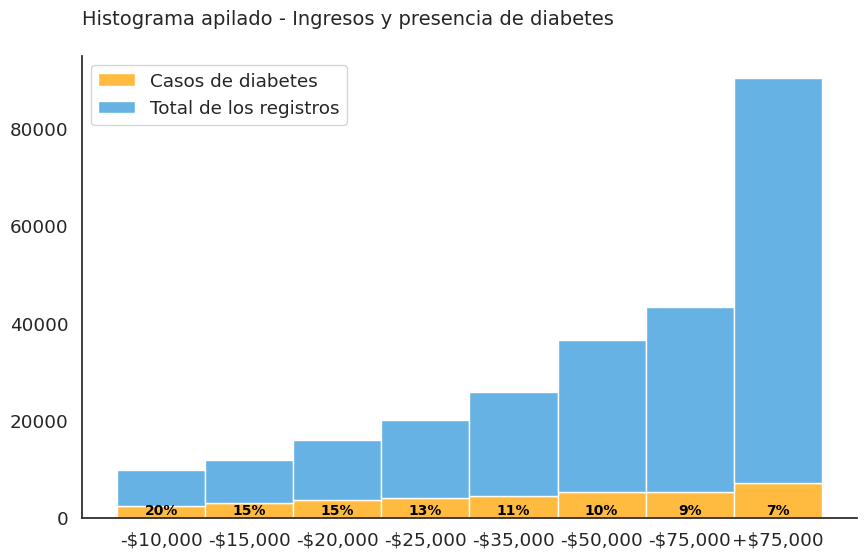 Histograma apilado - Ingresos y presencia de diabetes
Casos de diabetes
Total de los registros
80000
60000
40000
20000
0
20% 15% 15% 13% 11% 10% 9% 7%
-$10,000 -$15,000 -$20,000 -$25,000 -$35,000 -$50,000 -$75,000 +$75,000